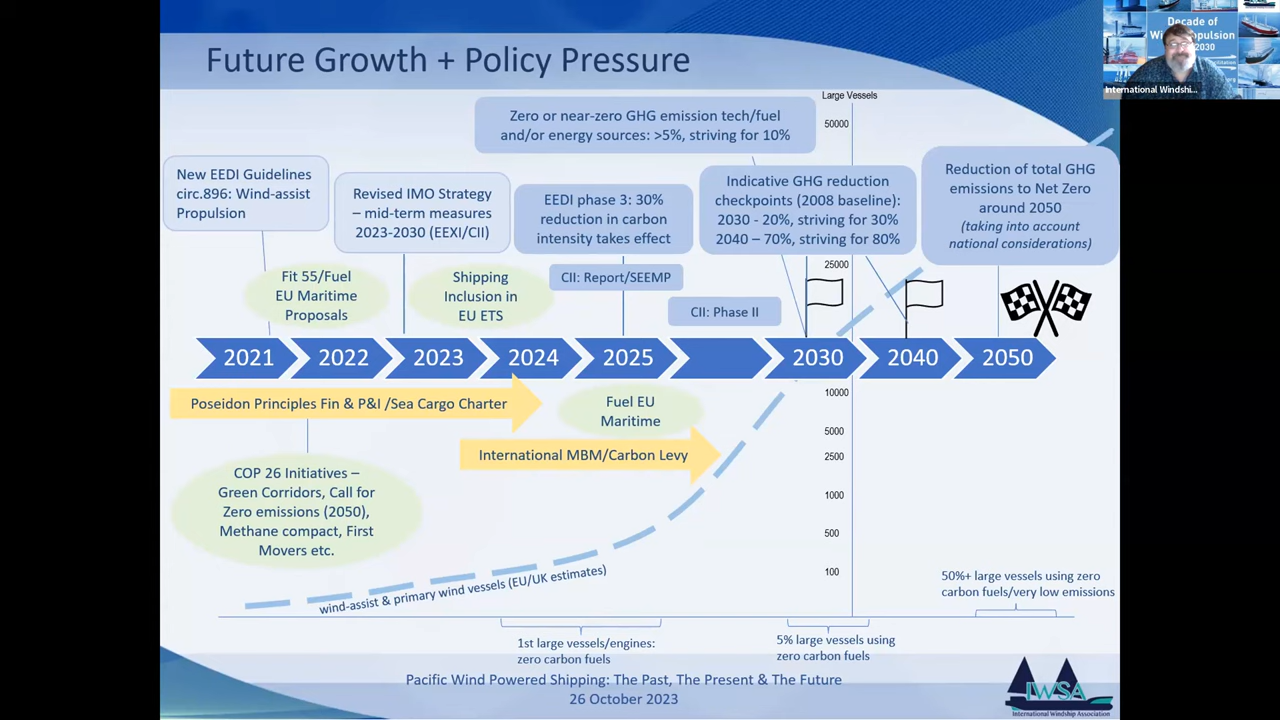 Future Growth + Policy Pressure
Decade of
Wind Propulsion
2030
International Windshi...
Large Vessels
50000
25000
10000
5000
2500
1000
500
100
Zero or near-zero GHG emission tech/fuel
and/or energy sources: >5%, striving for 10%
New EEDI Guidelines
circ.896: Wind-assist
Propulsion
Revised IMO Strategy
– mid-term measures
2023-2030 (EEXI/CII)
EEDI phase 3: 30%
reduction in carbon
intensity takes effect
Indicative GHG reduction
checkpoints (2008 baseline):
2030 - 20%, striving for 30%
2040 – 70%, striving for 80%
Reduction of total GHG
emissions to Net Zero
around 2050
(taking into account
national considerations)
Fit 55/Fuel
EU Maritime
Proposals
Shipping
Inclusion in
EU ETS
CII: Report/SEEMP
CII: Phase II
2021
2022
2023
2024
2025
2030
2040
2050
Poseidon Principles Fin & P&I /Sea Cargo Charter
Fuel EU
Maritime
International MBM/Carbon Levy
COP 26 Initiatives –
Green Corridors, Call for
Zero emissions (2050),
Methane compact, First
Movers etc.
wind-assist & primary wind vessels (EU/UK estimates)
1st large vessels/engines:
zero carbon fuels
5% large vessels using
zero carbon fuels
50%+ large vessels using zero
carbon fuels/very low emissions
Pacific Wind Powered Shipping: The Past, The Present & The Future
26 October 2023
IWSA
International Windship Association